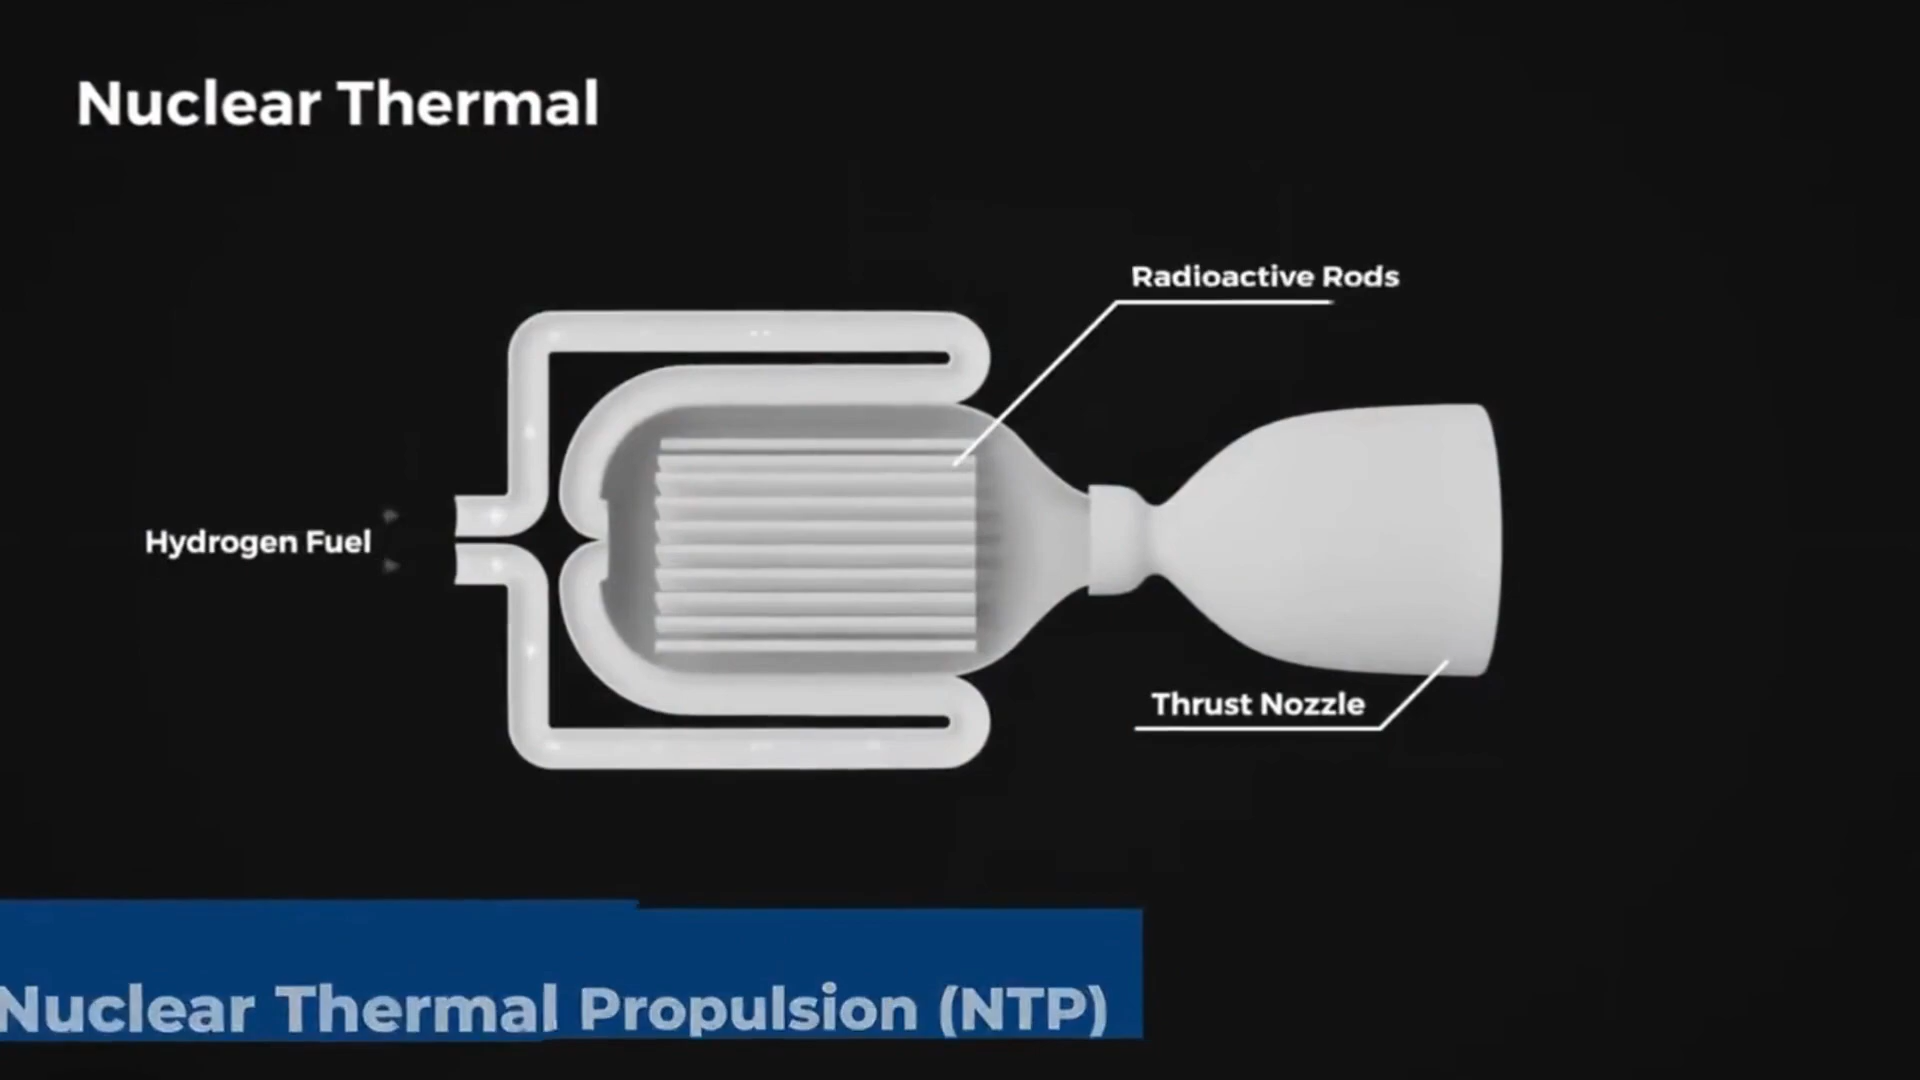 Nuclear Thermal
Radioactive Rods
Hydrogen Fuel
Thrust Nozzle
Nuclear Thermal Propulsion (NTP)